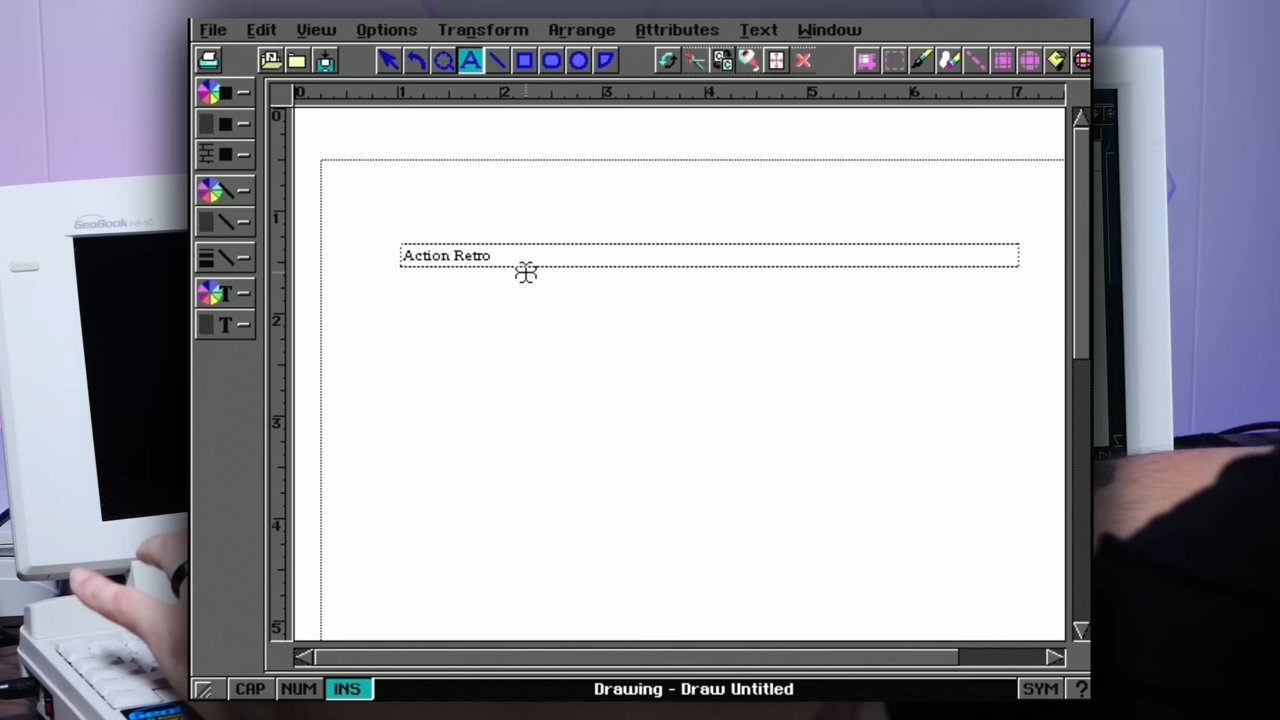 File Edit View Options Transform Arrange Attributes Text Window
A
0 1 2 3 4 5 6 7
0
1
2
3
4
5
T
T
Action Retro
GeoBook
CAP NUM INS Drawing - Draw Untitled SYM ?